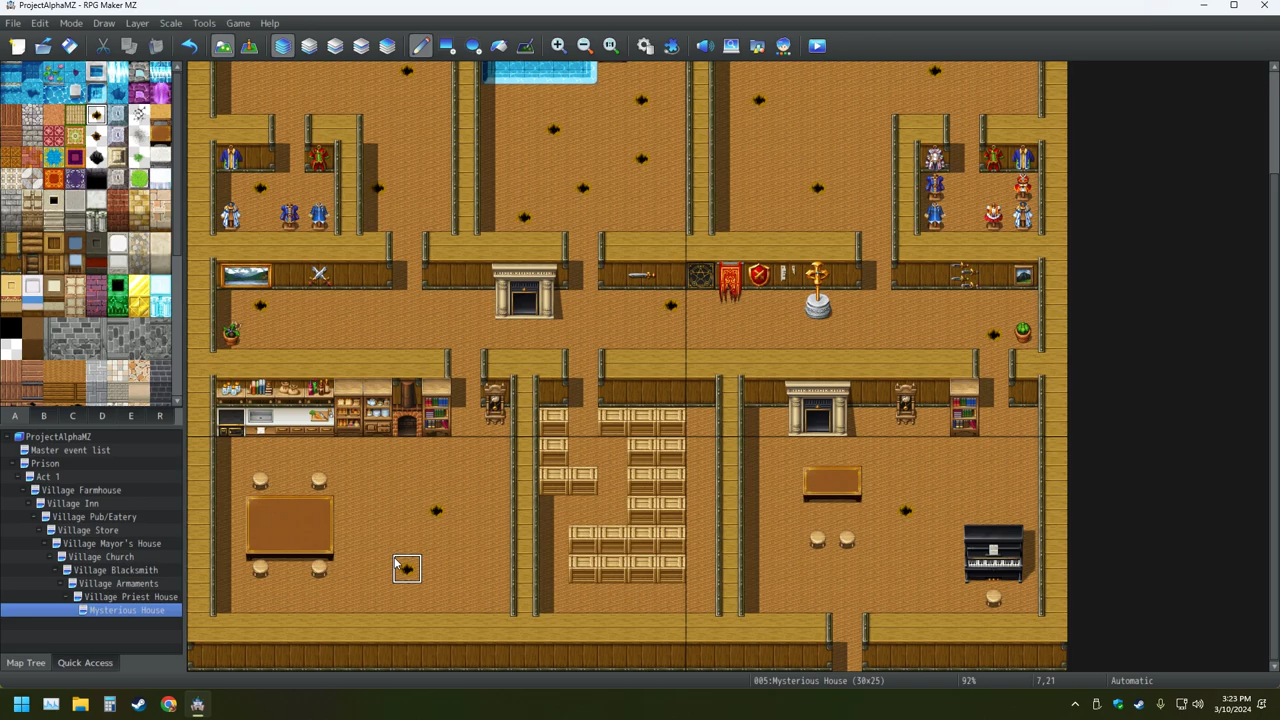 ProjectAlphaMZ - RPG Maker MZ
File Edit Mode Draw Layer Scale Tools Game Help
A B C D E R
ProjectAlphaMZ
Master event list
Prison
Act 1
Village Farmhouse
Village Inn
Village Pub/Eatery
Village Store
Village Mayor's House
Village Church
Village Blacksmith
Village Armaments
Village Priest House
Mysterious House
Map Tree Quick Access
005:Mysterious House (30x25) 92% 7,21 Automatic
3:23 PM
3/10/2024